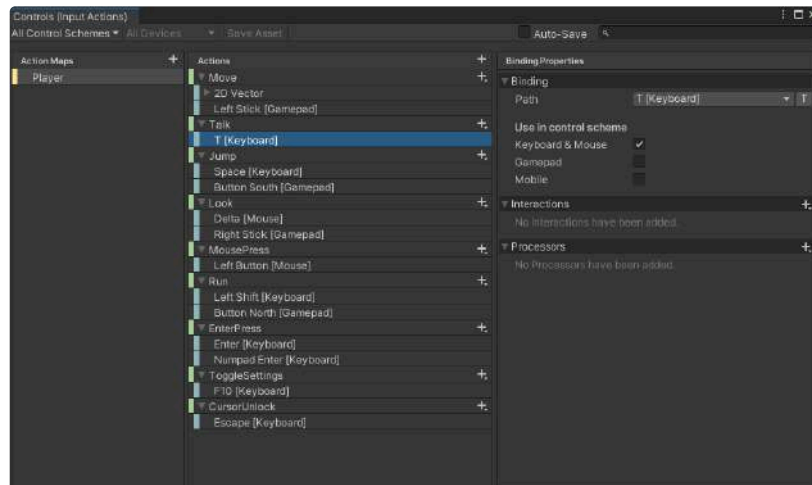 Controls (Input Actions)
All Control Schemes All Devices Save Asset Auto-Save
Action Maps
Player
Actions
Move
2D Vector
Left Stick [Gamepad]
Talk
T [Keyboard]
Jump
Space [Keyboard]
Button South [Gamepad]
Look
Delta [Mouse]
Right Stick [Gamepad]
MousePress
Left Button [Mouse]
Run
Left Shift [Keyboard]
Button North [Gamepad]
EnterPress
Enter [Keyboard]
Numpad Enter [Keyboard]
ToggleSettings
F10 [Keyboard]
CursorUnlock
Escape [Keyboard]
Binding Properties
Binding
Path T [Keyboard] T
Use in control scheme
Keyboard & Mouse
Gamepad
Mobile
Interactions
No Interactions have been added.
Processors
No Processors have been added.